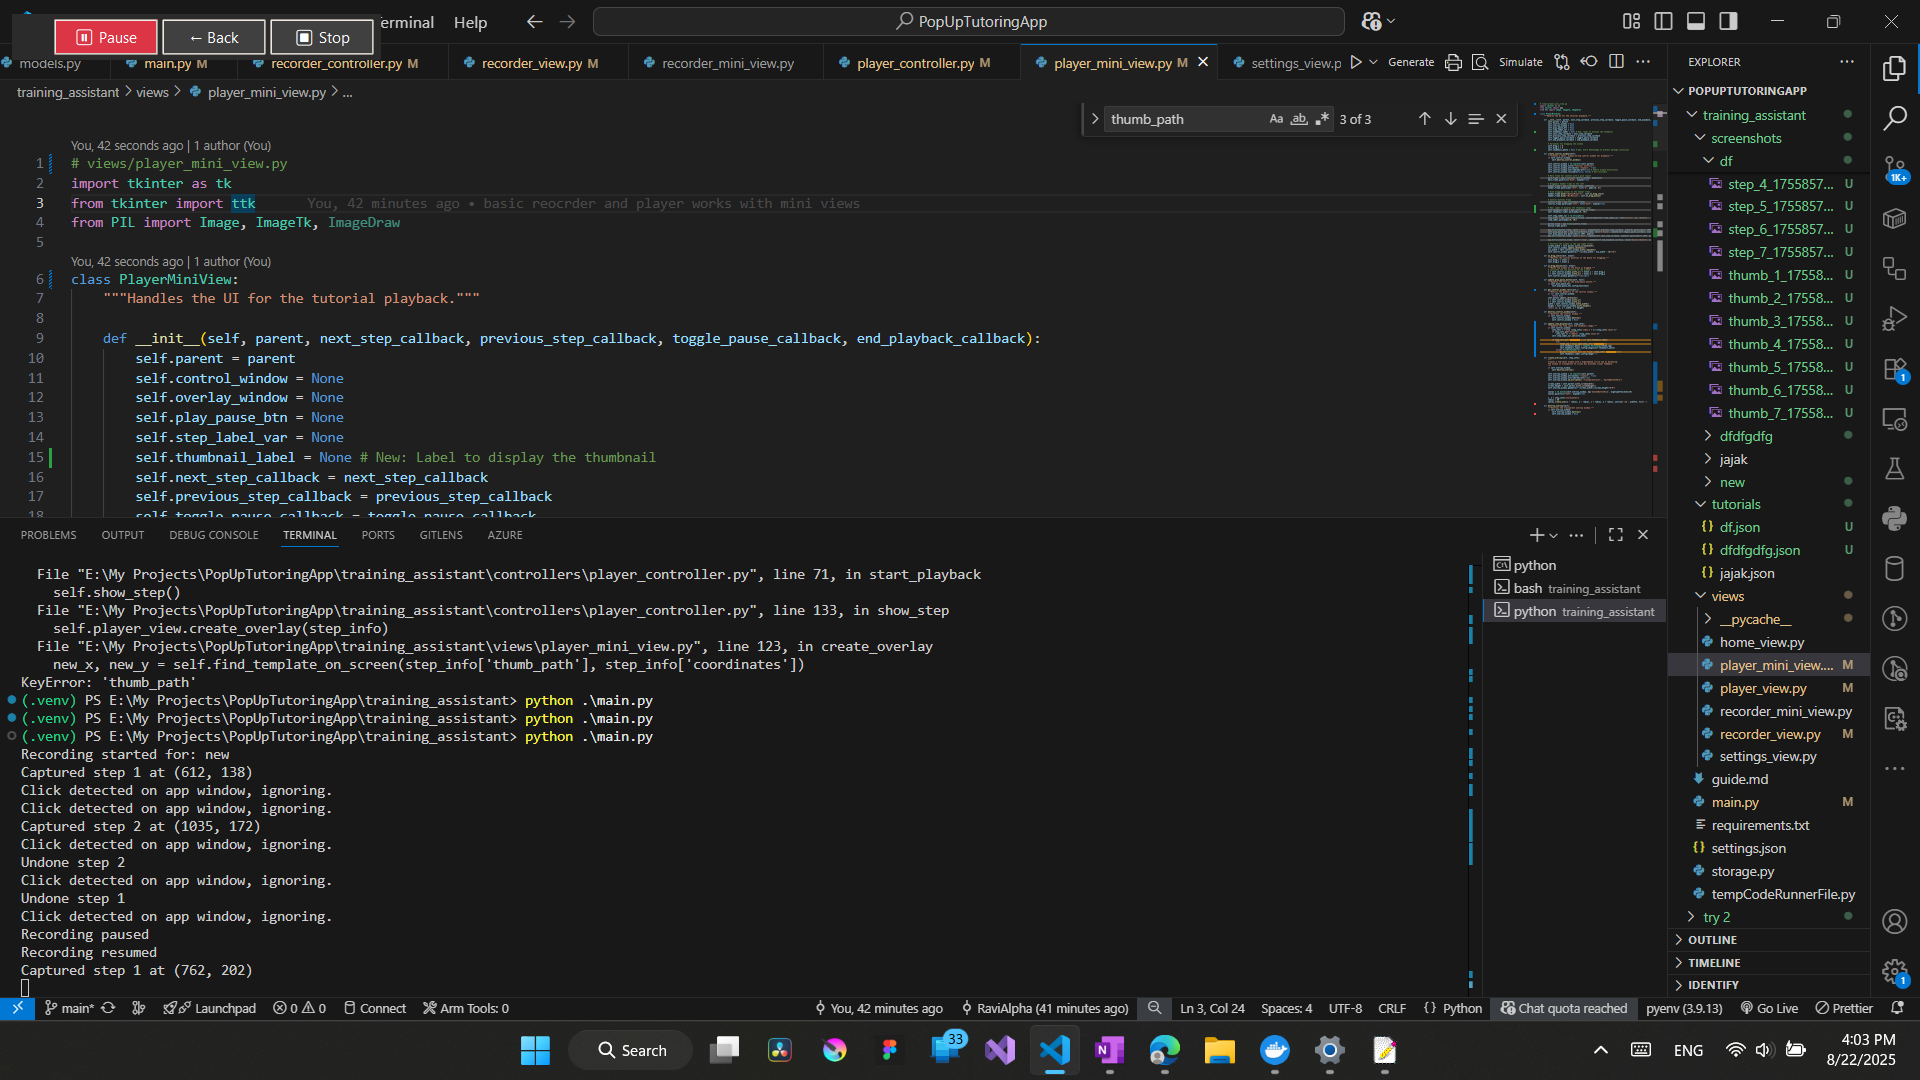 Pause
← Back
Stop
Terminal
Help
PopUpTutoringApp
models.py
main.py M
recorder_controller.py M
recorder_view.py M
recorder_mini_view.py
player_controller.py M
player_mini_view.py M
settings_view.p
Generate
Simulate
training_assistant > views > player_mini_view.py > ...
thumb_path
Aa
ab
3 of 3
You, 42 seconds ago | 1 author (You)
1 # views/player_mini_view.py
2 import tkinter as tk
3 from tkinter import ttk You, 42 minutes ago • basic reocrder and player works with mini views
4 from PIL import Image, ImageTk, ImageDraw
5
You, 42 seconds ago | 1 author (You)
6 class PlayerMiniView:
7 """Handles the UI for the tutorial playback."""
8
9 def __init__(self, parent, next_step_callback, previous_step_callback, toggle_pause_callback, end_playback_callback):
10 self.parent = parent
11 self.control_window = None
12 self.overlay_window = None
13 self.play_pause_btn = None
14 self.step_label_var = None
15 self.thumbnail_label = None # New: Label to display the thumbnail
16 self.next_step_callback = next_step_callback
17 self.previous_step_callback = previous_step_callback
18 self.toggle_pause_callback = toggle_pause_callback
PROBLEMS
OUTPUT
DEBUG CONSOLE
TERMINAL
PORTS
GITLENS
AZURE
File "E:\My Projects\PopUpTutoringApp\training_assistant\controllers\player_controller.py", line 71, in start_playback
self.show_step()
File "E:\My Projects\PopUpTutoringApp\training_assistant\controllers\player_controller.py", line 133, in show_step
self.player_view.create_overlay(step_info)
File "E:\My Projects\PopUpTutoringApp\training_assistant\views\player_mini_view.py", line 123, in create_overlay
new_x, new_y = self.find_template_on_screen(step_info['thumb_path'], step_info['coordinates'])
KeyError: 'thumb_path'
(.venv) PS E:\My Projects\PopUpTutoringApp\training_assistant> python .\main.py
(.venv) PS E:\My Projects\PopUpTutoringApp\training_assistant> python .\main.py
(.venv) PS E:\My Projects\PopUpTutoringApp\training_assistant> python .\main.py
Recording started for: new
Captured step 1 at (612, 138)
Click detected on app window, ignoring.
Click detected on app window, ignoring.
Captured step 2 at (1035, 172)
Click detected on app window, ignoring.
Undone step 2
Click detected on app window, ignoring.
Undone step 1
Click detected on app window, ignoring.
Recording paused
Recording resumed
Captured step 1 at (762, 202)
python
bash training_assistant
python training_assistant
EXPLORER
POPUPTUTORINGAPP
training_assistant
screenshots
df
step_4_1755857... U
step_5_1755857... U
step_6_1755857... U
step_7_1755857... U
thumb_1_17558... U
thumb_2_17558... U
thumb_3_17558... U
thumb_4_17558... U
thumb_5_17558... U
thumb_6_17558... U
thumb_7_17558... U
dfdfgdfg
jajak
new
tutorials
{} df.json U
{} dfdfgdfg.json U
{} jajak.json
views
__pycache__
home_view.py
player_mini_view.... M
player_view.py M
recorder_mini_view.py
recorder_view.py M
settings_view.py
guide.md
main.py M
requirements.txt
{} settings.json
storage.py
tempCodeRunnerFile.py
try 2
OUTLINE
TIMELINE
IDENTIFY
1K+
1
1
main*
Launchpad
0
0
Connect
Arm Tools: 0
You, 42 minutes ago
RaviAlpha (41 minutes ago)
Ln 3, Col 24
Spaces: 4
UTF-8
CRLF
{} Python
Chat quota reached
pyenv (3.9.13)
Go Live
Prettier
Search
33
ENG
4:03 PM
8/22/2025